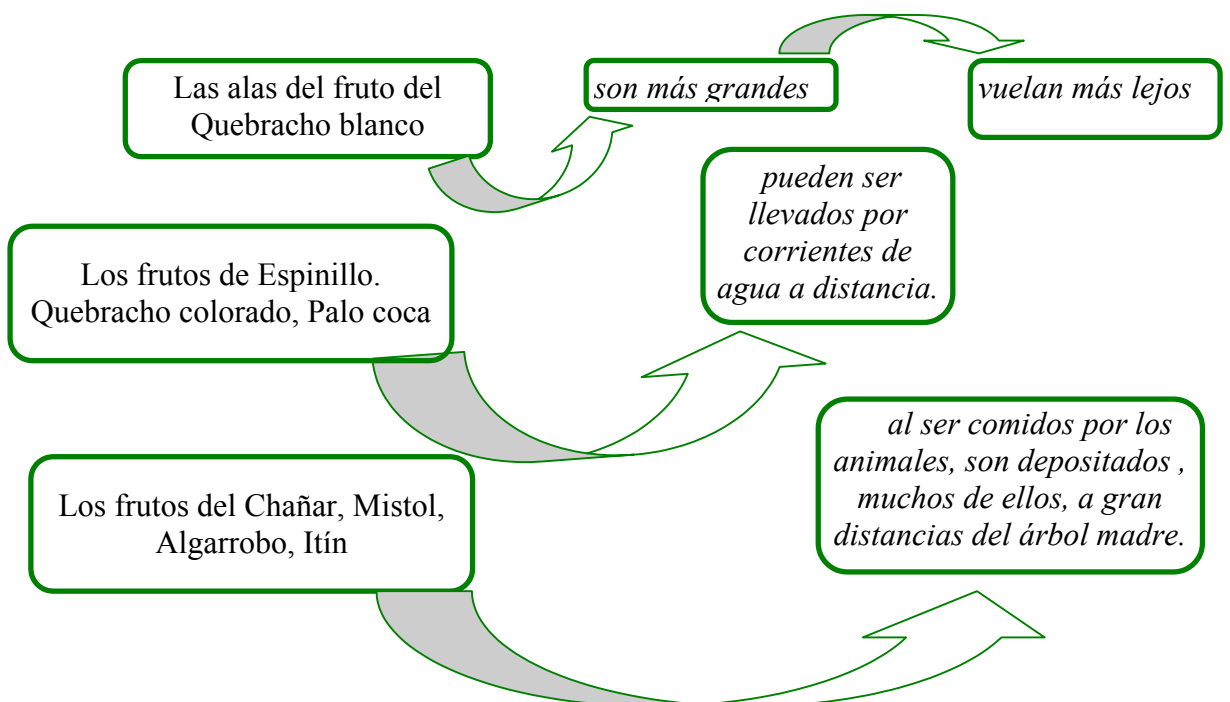 Las alas del fruto del
Quebracho blanco
son más grandes
vuelan más lejos
Los frutos de Espinillo.
Quebracho colorado, Palo coca
pueden ser
llevados por
corrientes de
agua a distancia.
Los frutos del Chañar, Mistol,
Algarrobo, Itín
al ser comidos por los
animales, son depositados ,
muchos de ellos, a gran
distancias del árbol madre.